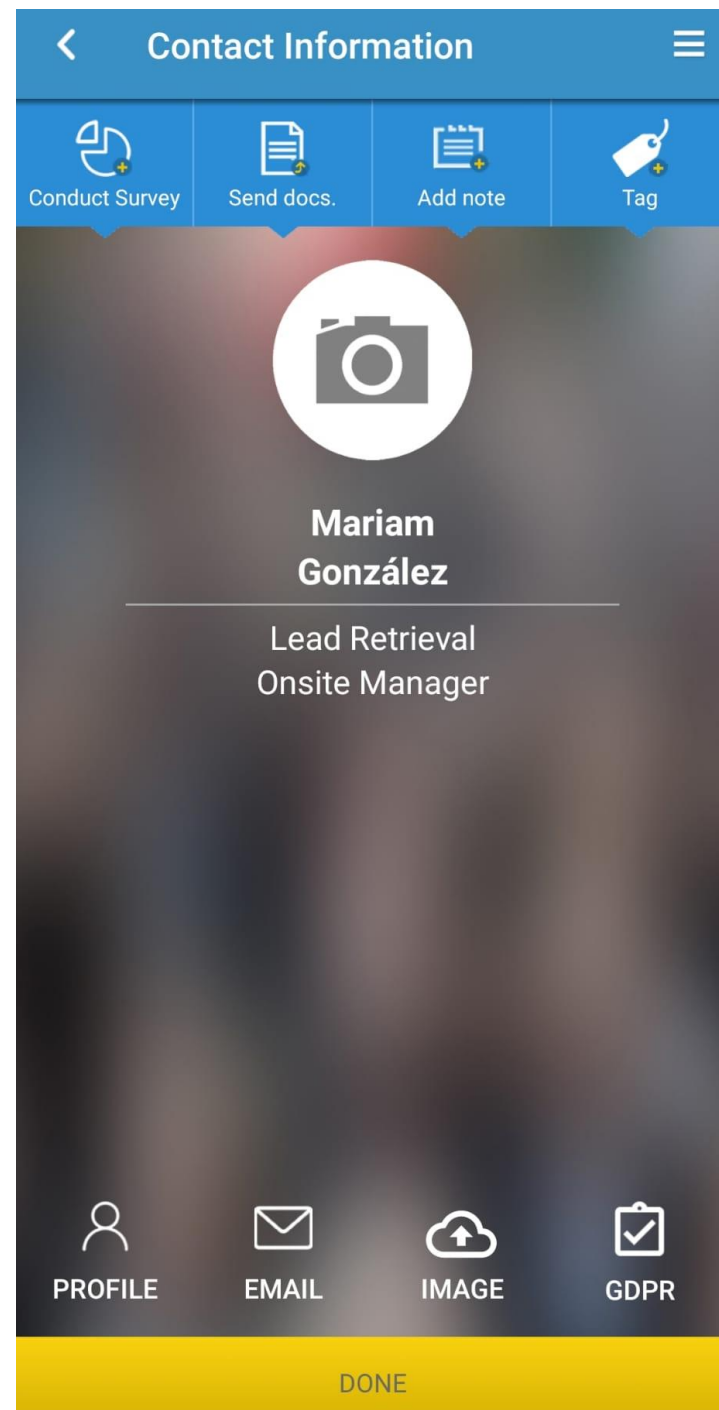 Contact Information
Conduct Survey
Send docs.
Add note
Tag
Mariam
González
Lead Retrieval
Onsite Manager
PROFILE
EMAIL
IMAGE
GDPR
DONE